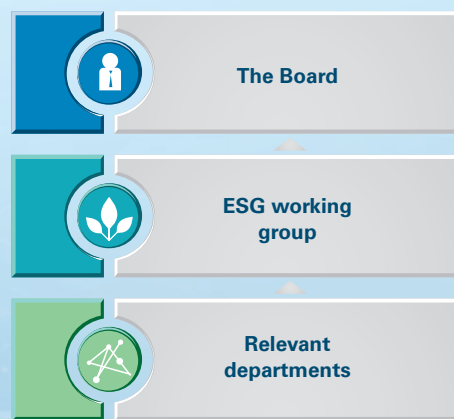 The Board
ESG working
group
Relevant
departments